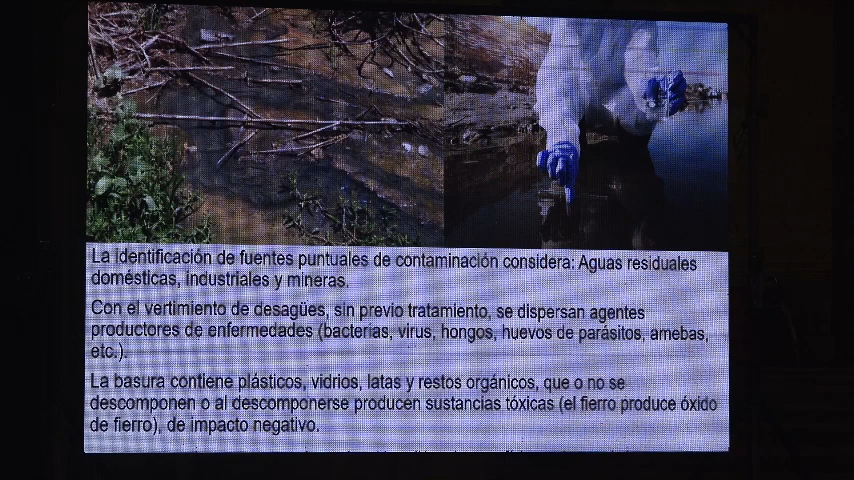 La identificación de fuentes puntuales de contaminación considera: Aguas residuales
domésticas, industriales y mineras.
Con el vertimiento de desagües, sin previo tratamiento, se dispersan agentes
productores de enfermedades (bacterias, virus, hongos, huevos de parásitos, amebas,
etc.).
La basura contiene plásticos, vidrios, latas y restos orgánicos, que o no se
descomponen o al descomponerse producen sustancias tóxicas (el fierro produce óxido
de fierro), de impacto negativo.